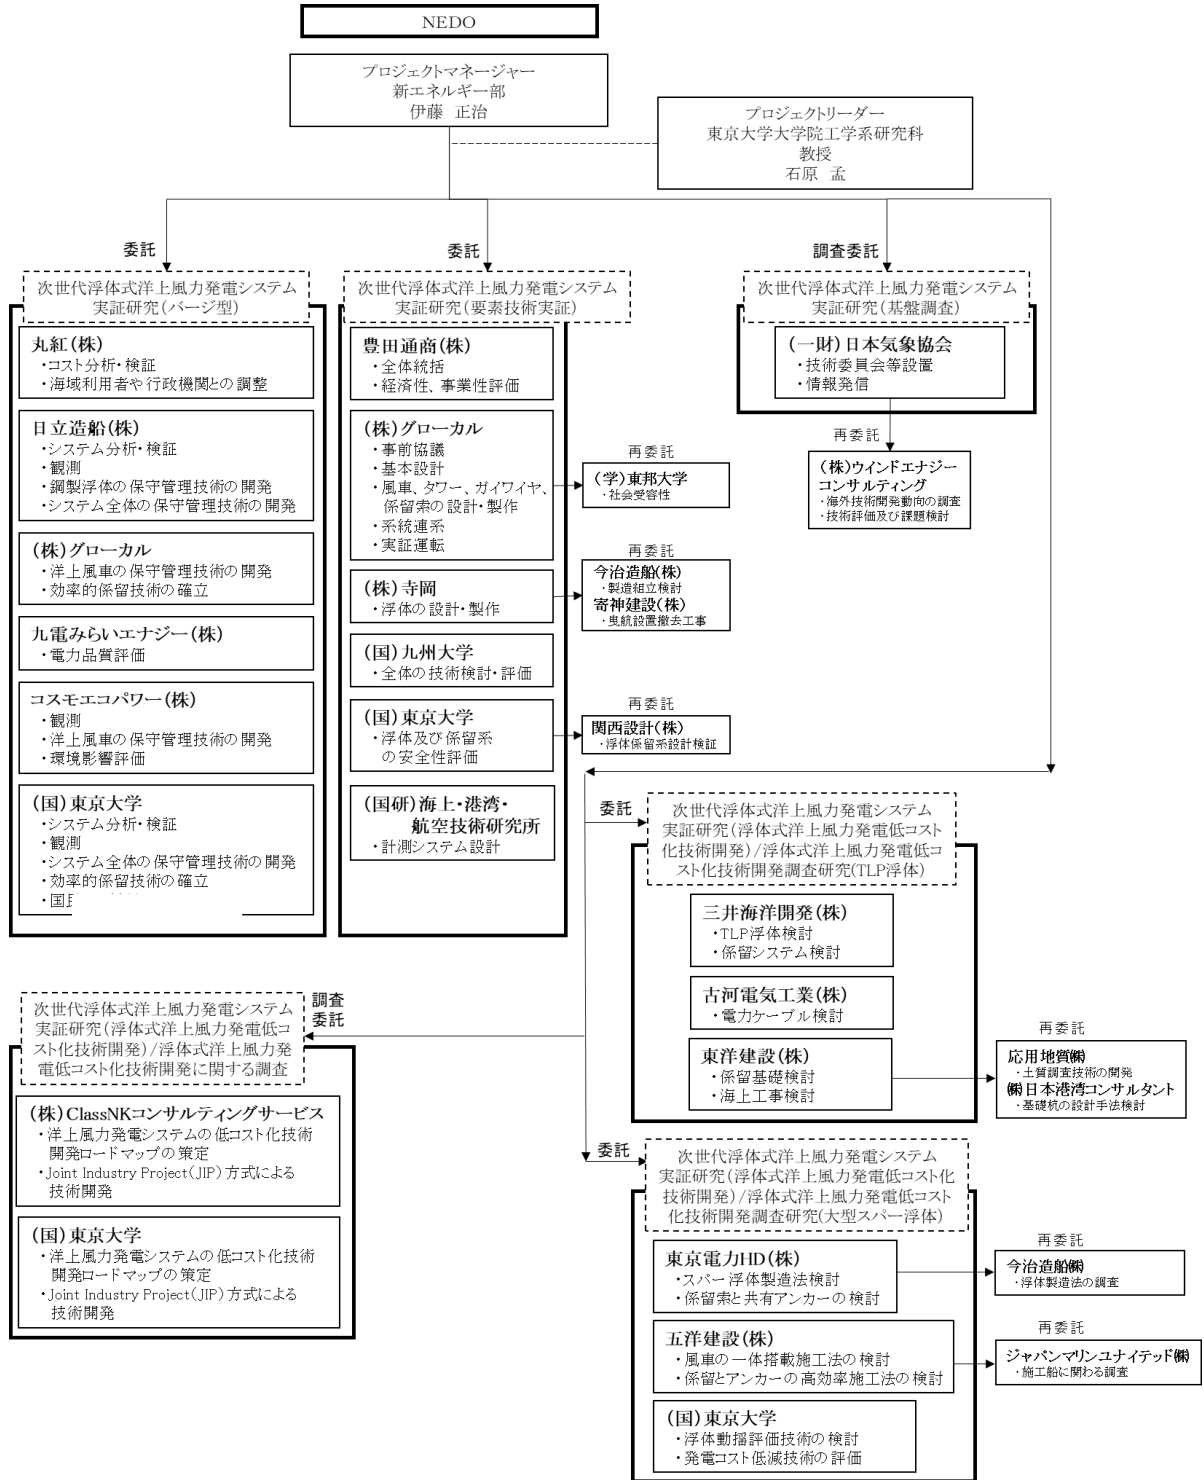 NEDO
プロジェクトマネージャー
新エネルギー部
伊藤 正治
プロジェクトリーダー
東京大学大学院工学系研究科
教授
石原 孟
委託
次世代浮体式洋上風力発電システム
実証研究(バージ型)
丸紅(株)
・コスト分析・検証
・海域利用者や行政機関との調整
日立造船(株)
・システム分析・検証
・観測
・鋼製浮体の保守管理技術の開発
・システム全体の保守管理技術の開発
(株)グローカル
・洋上風車の保守管理技術の開発
・効率的係留技術の確立
九電みらいエナジー(株)
・電力品質評価
コスモエコパワー(株)
・観測
・洋上風車の保守管理技術の開発
・環境影響評価
(国)東京大学
・システム分析・検証
・観測
・システム全体の保守管理技術の開発
・効率的係留技術の確立
・国
委託
次世代浮体式洋上風力発電システム
実証研究(要素技術実証)
豊田通商(株)
・全体統括
・経済性、事業性評価
(株)グローカル
・事前協議
・基本設計
・風車、タワー、ガイワイヤ、
係留索の設計・製作
・系統連系
・実証運転
再委託
(学)東邦大学
・社会受容性
(株)寺岡
・浮体の設計・製作
再委託
今治造船(株)
・製造組立検討
寄神建設(株)
・曳航設置撤去工事
(国)九州大学
・全体の技術検討・評価
(国)東京大学
・浮体及び係留系
の安全性評価
再委託
関西設計(株)
・浮体係留系設計検証
(国研)海上・港湾・
航空技術研究所
・計測システム設計
調査委託
次世代浮体式洋上風力発電システム
実証研究(基盤調査)
(一財)日本気象協会
・技術委員会等設置
・情報発信
再委託
(株)ウインドエナジー
コンサルティング
・海外技術開発動向の調査
・技術評価及び課題検討
委託
次世代浮体式洋上風力発電システム
実証研究(浮体式洋上風力発電低コスト
化技術開発)/浮体式洋上風力発電低コ
スト化技術開発調査研究(TLP浮体)
三井海洋開発(株)
・TLP浮体検討
・係留システム検討
古河電気工業(株)
・電力ケーブル検討
東洋建設(株)
・係留基礎検討
・海上工事検討
再委託
応用地質㈱
・土質調査技術の開発
㈱日本港湾コンサルタント
・基礎杭の設計手法検討
調査
委託
次世代浮体式洋上風力発電システム
実証研究(浮体式洋上風力発電低コ
スト化技術開発)/浮体式洋上風力発
電低コスト化技術開発に関する調査
(株)ClassNKコンサルティングサービス
・洋上風力発電システムの低コスト化技術
開発ロードマップの策定
・Joint Industry Project(JIP)方式による
技術開発
(国)東京大学
・洋上風力発電システムの低コスト化技術
開発ロードマップの策定
・Joint Industry Project(JIP)方式による
技術開発
委託
次世代浮体式洋上風力発電システム
実証研究(浮体式洋上風力発電低コスト化
技術開発)/浮体式洋上風力発電低コスト
化技術開発調査研究(大型スパー浮体)
東京電力HD(株)
・スパー浮体製造法検討
・係留索と共有アンカーの検討
再委託
今治造船㈱
・浮体製造法の調査
五洋建設(株)
・風車の一体搭載施工法の検討
・係留とアンカーの高効率施工法の検討
再委託
ジャパンマリンユナイテッド㈱
・施工船に関わる調査
(国)東京大学
・浮体動揺評価技術の検討
・発電コスト低減技術の評価